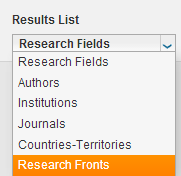 Results List
Research Fields
Research Fields
Authors
Institutions
Journals
Countries-Territories
Research Fronts